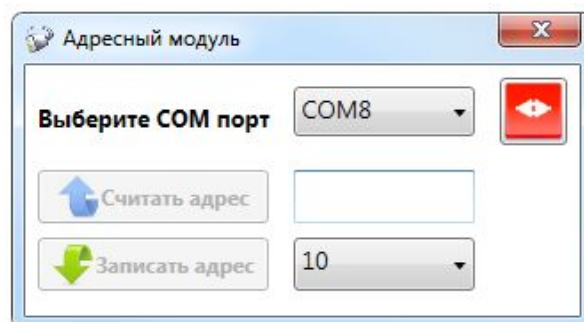 Адресный модуль
Выберите COM порт COM8
Считать адрес
Записать адрес 10